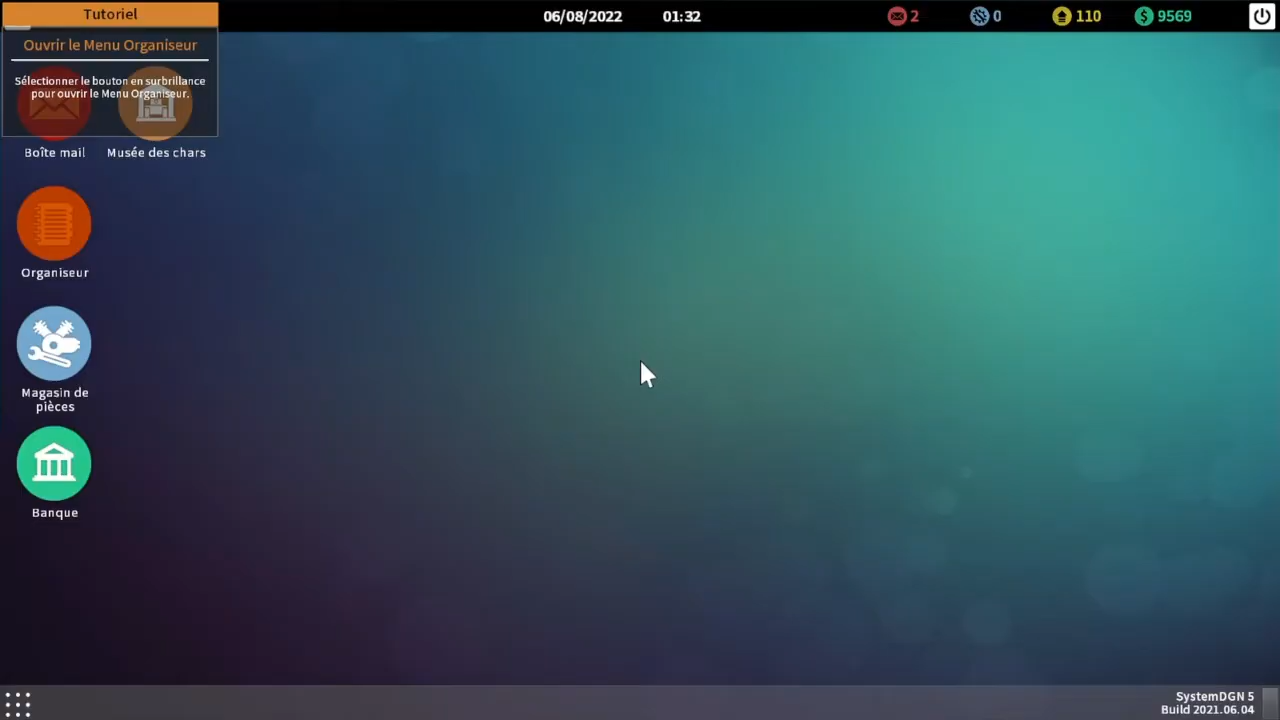 Tutoriel
06/08/2022
01:32
2
0
110
9569
Ouvrir le Menu Organiseur
Sélectionner le bouton en surbrillance
pour ouvrir le Menu Organiseur.
Boîte mail
Musée des chars
Organiseur
Magasin de
pièces
Banque
SystemDGN 5
Build 2021.06.04